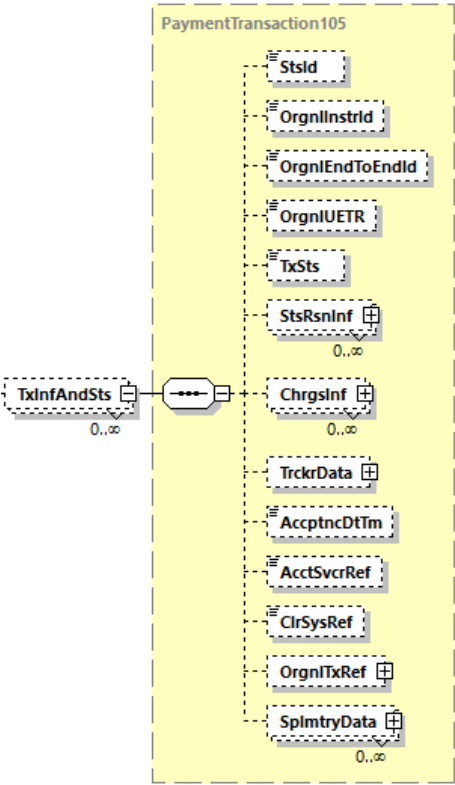 PaymentTransaction105
StsId
OrgnlInstrId
OrgnlEndToEndId
OrgnlUETR
TxSts
StsRsnInf
0..∞
TxInfAndSts
0..∞
ChrgsInf
0..∞
TrckrData
AccptncDtTm
AcctSvcrRef
ClrSysRef
OrgnlTxRef
SplmtryData
0..∞